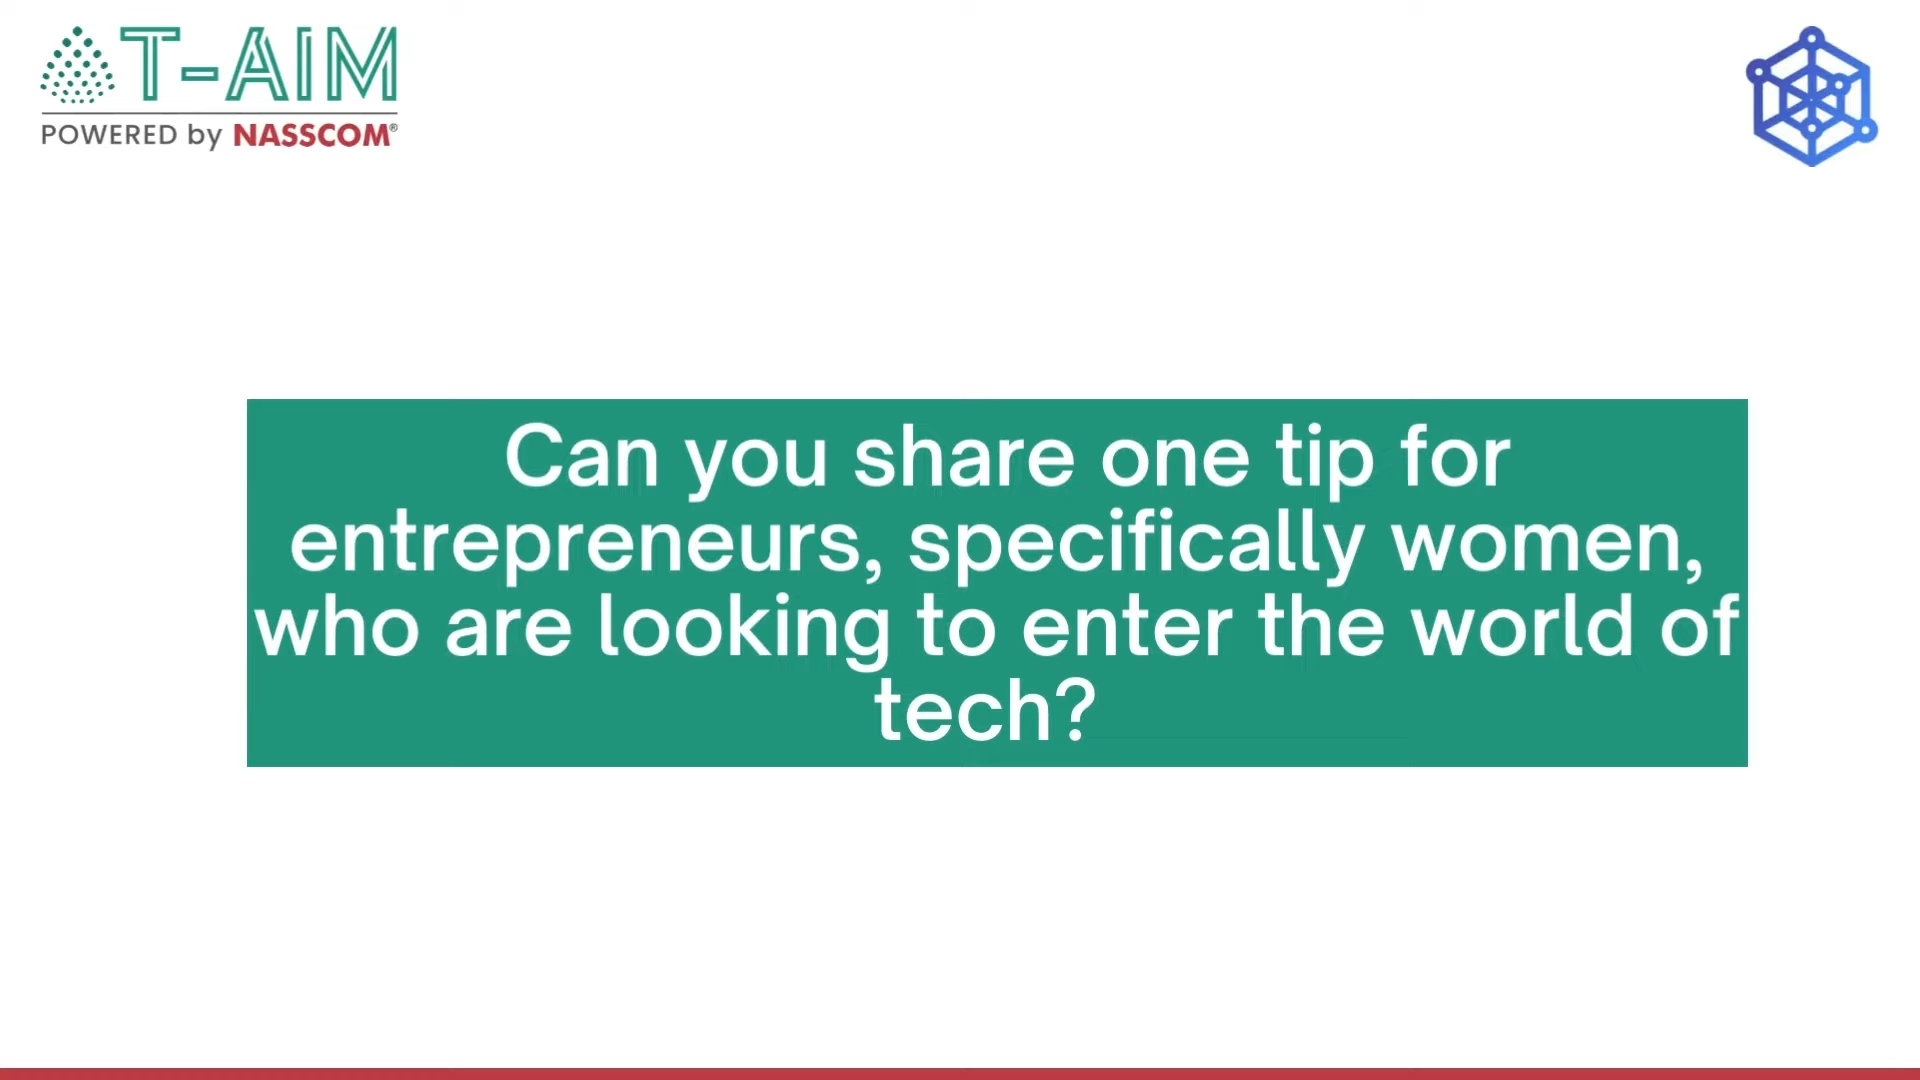 T-AIM
POWERED by NASSCOM®
Can you share one tip for
entrepreneurs, specifically women,
who are looking to enter the world of
tech?